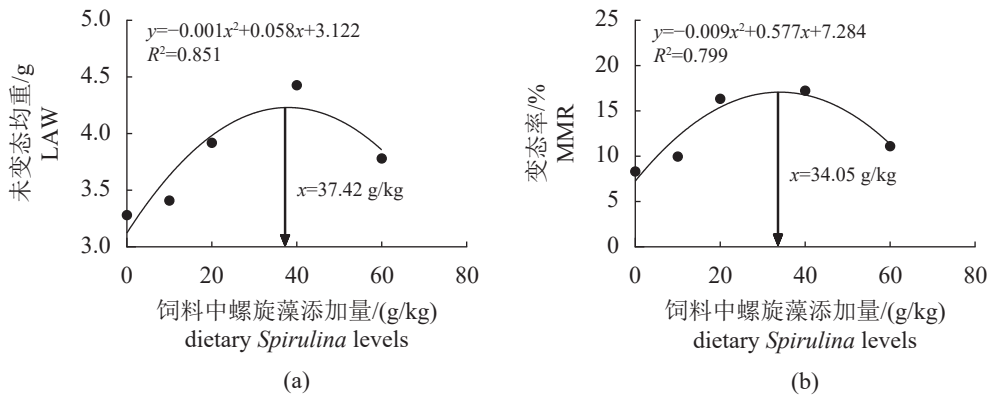 y=−0.001x²+0.058x+3.122
R²=0.851
未变态均重/g
LAW
4.5
4.0
3.5
3.0
x=37.42 g/kg
0
20
40
60
80
饲料中螺旋藻添加量/(g/kg)
dietary Spirulina levels
(a)
25
y=−0.009x²+0.577x+7.284
R²=0.799
变态率/%
MMR
20
15
10
5
0
x=34.05 g/kg
0
20
40
60
80
饲料中螺旋藻添加量/(g/kg)
dietary Spirulina levels
(b)
5.0